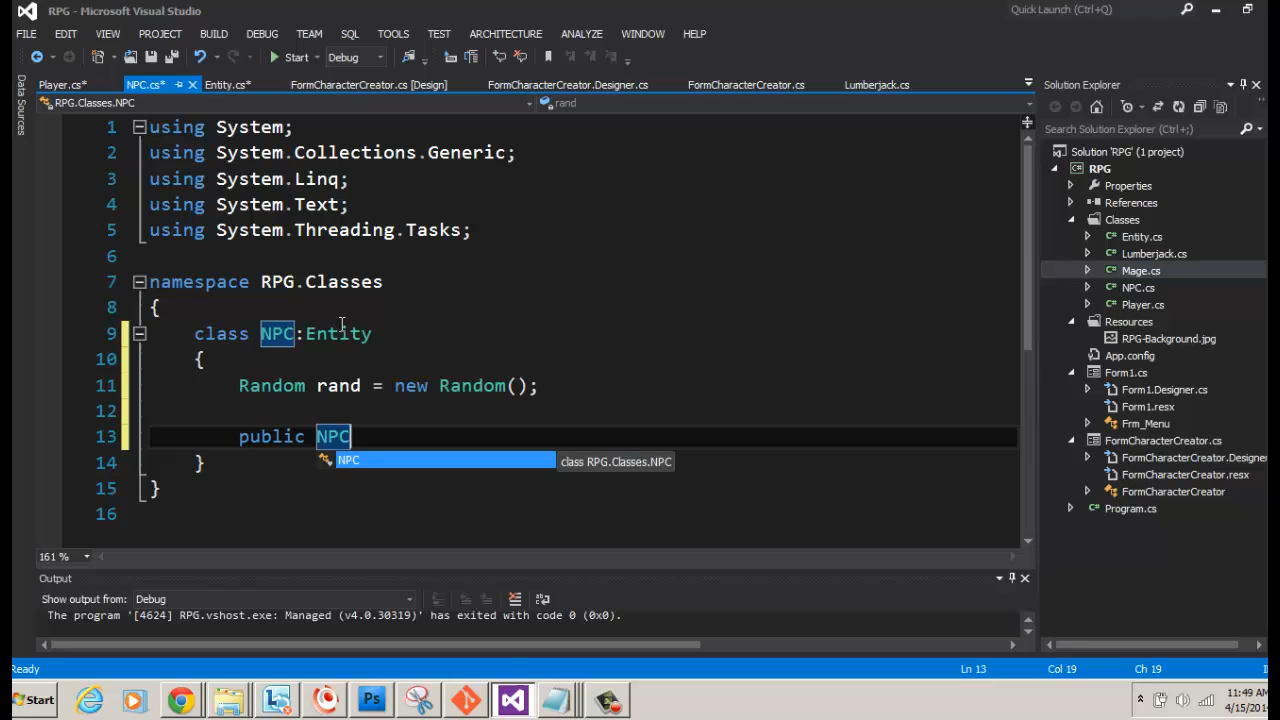 RPG - Microsoft Visual Studio
Quick Launch (Ctrl+Q)
FILE EDIT VIEW PROJECT BUILD DEBUG TEAM SQL TOOLS TEST ARCHITECTURE ANALYZE WINDOW HELP
Start Debug
Data Sources
Player.cs* NPC.cs* Entity.cs* FormCharacterCreator.cs [Design] FormCharacterCreator.Designer.cs FormCharacterCreator.cs Lumberjack.cs
RPG.Classes.NPC rand
1 using System;
2 using System.Collections.Generic;
3 using System.Linq;
4 using System.Text;
5 using System.Threading.Tasks;
6
7 namespace RPG.Classes
8 {
9 class NPC:Entity
10 {
11 Random rand = new Random();
12
13 public NPC
NPC class RPG.Classes.NPC
14 }
15 }
16
161 %
Output
Show output from: Debug
The program '[4624] RPG.vshost.exe: Managed (v4.0.30319)' has exited with code 0 (0x0).
Solution Explorer
Search Solution Explorer (Ctrl+;)
Solution 'RPG' (1 project)
RPG
Properties
References
Classes
C# Entity.cs
C# Lumberjack.cs
C# Mage.cs
C# NPC.cs
C# Player.cs
Resources
RPG-Background.jpg
App.config
Form1.cs
Form1.Designer.cs
Form1.resx
Frm_Menu
FormCharacterCreator.cs
FormCharacterCreator.Designe
FormCharacterCreator.resx
FormCharacterCreator
C# Program.cs
Ready Ln 13 Col 19 Ch 19
Start Ps 11:49 AM